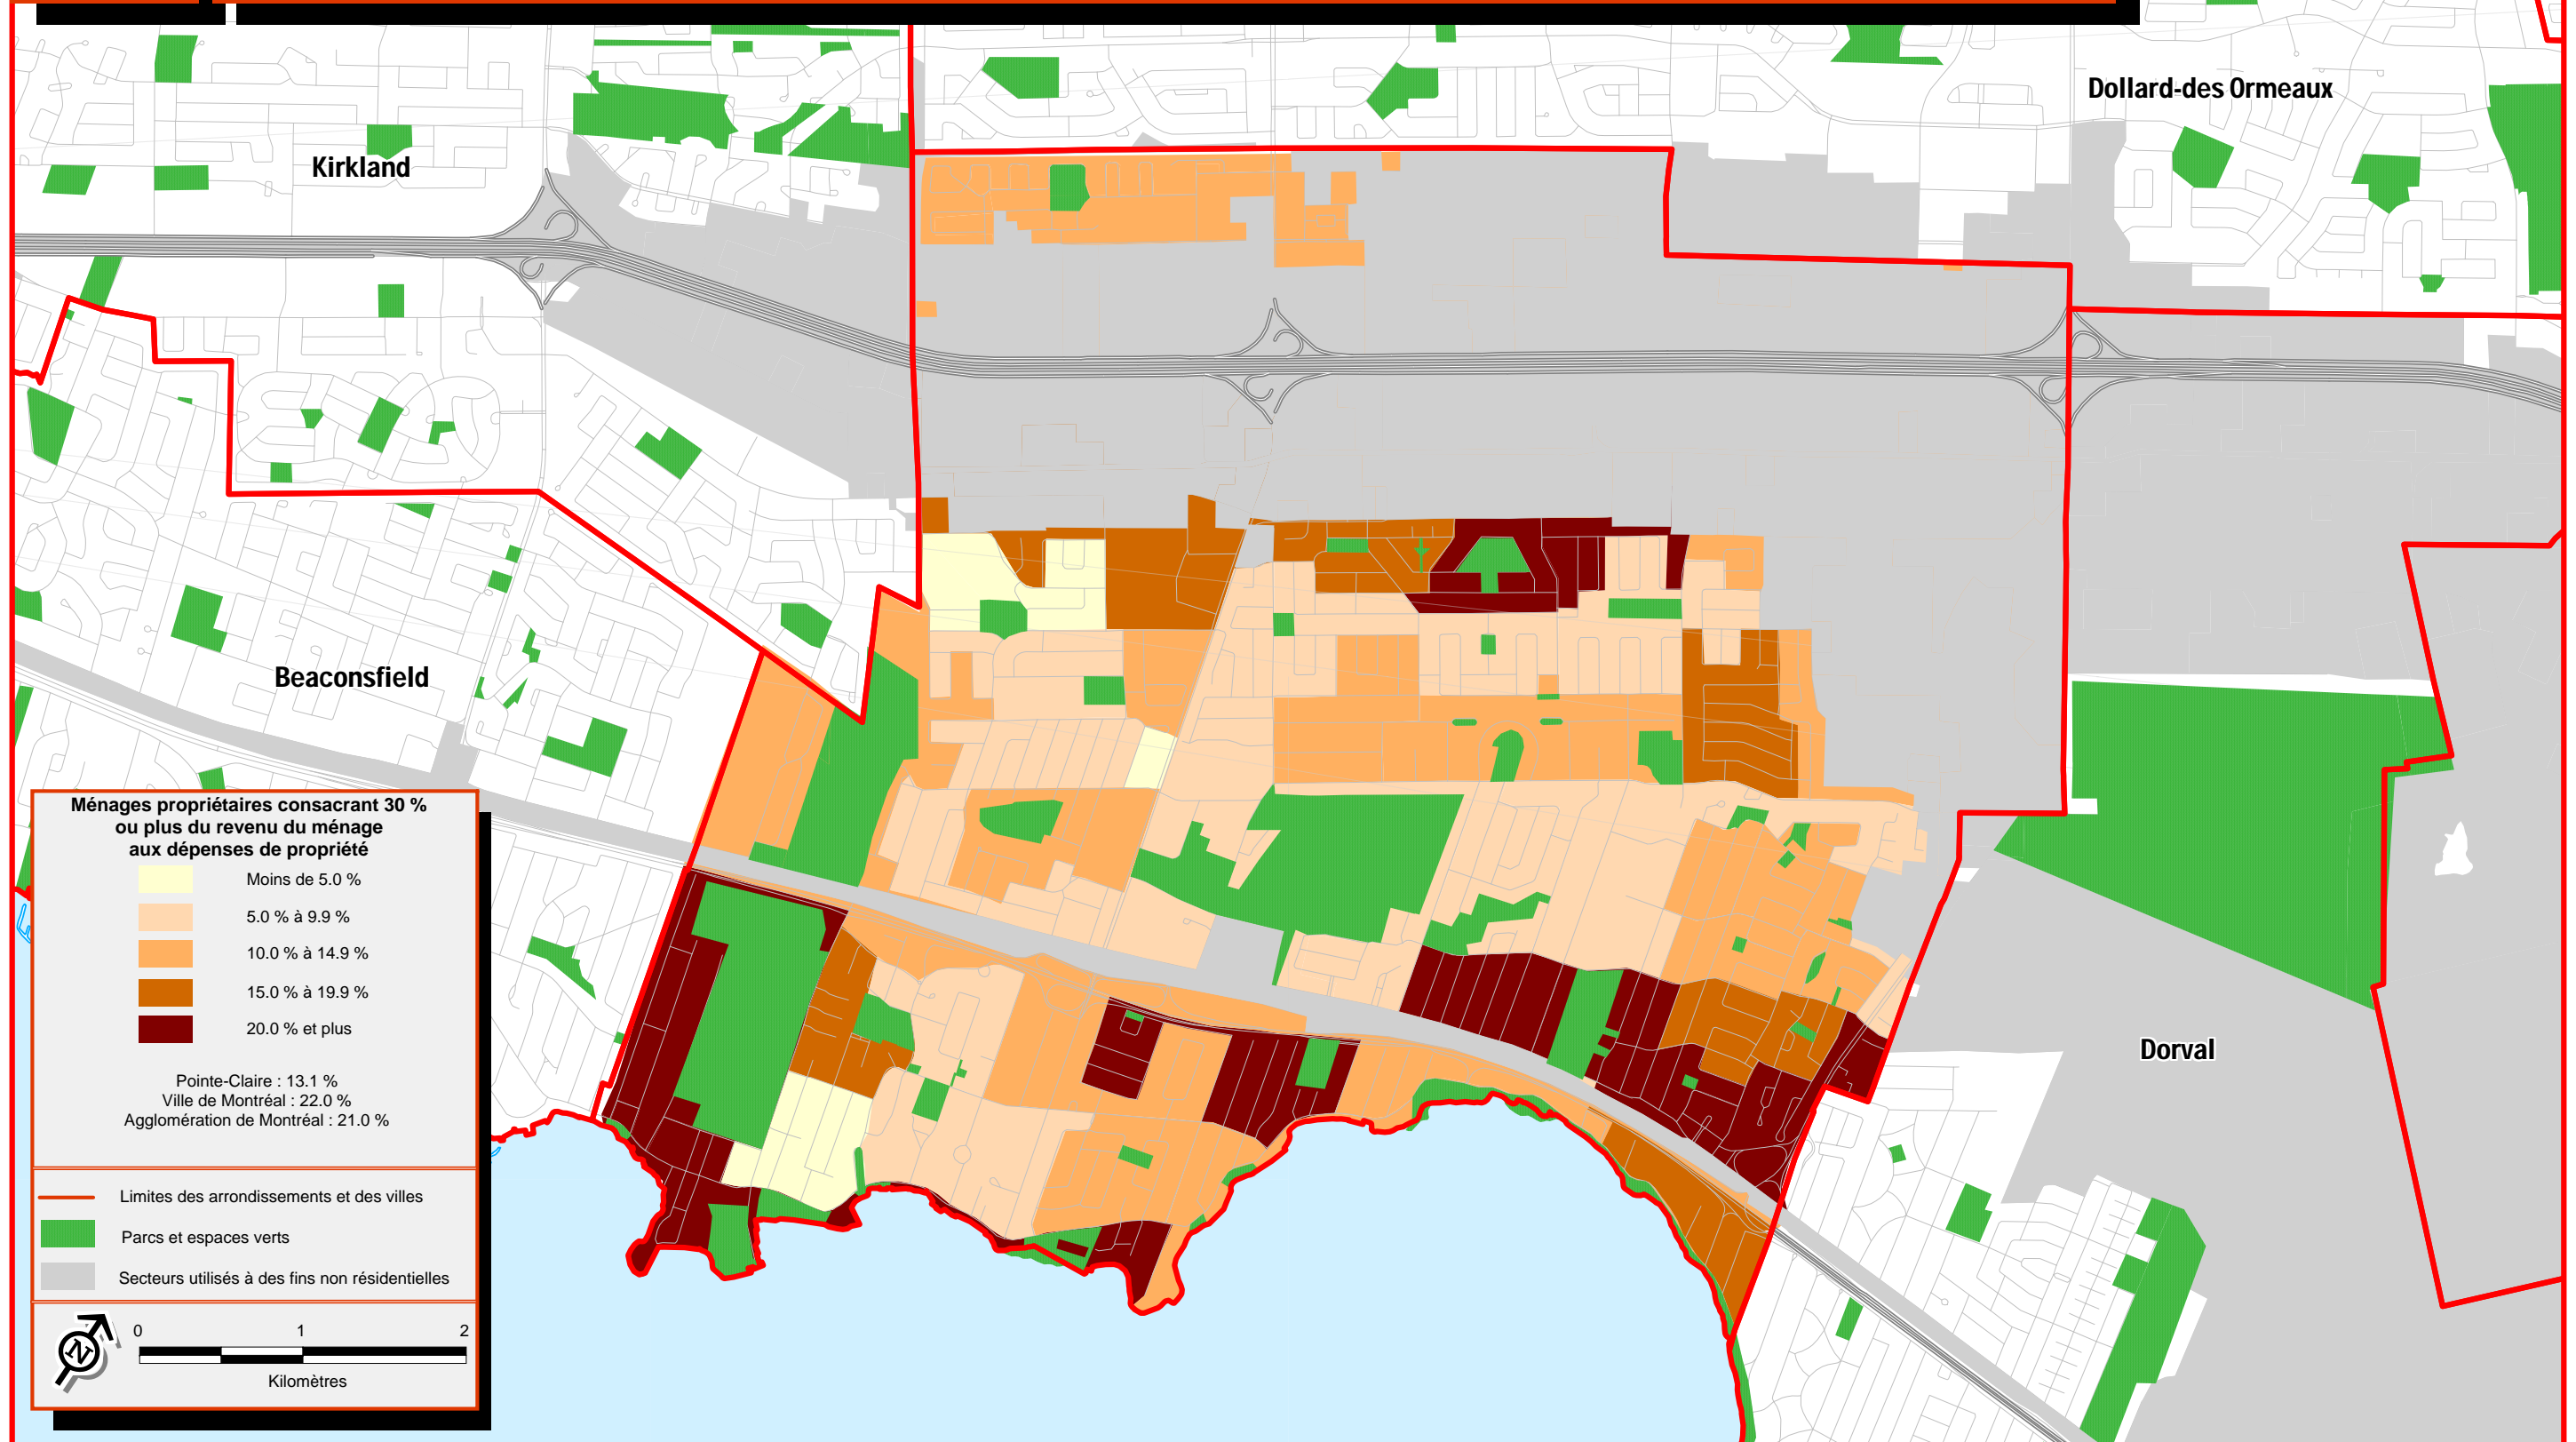 Dollard-des Ormeaux
Kirkland
Beaconsfield
Dorval
Ménages propriétaires consacrant 30 %
ou plus du revenu du ménage
aux dépenses de propriété
Moins de 5.0 %
5.0 % à 9.9 %
10.0 % à 14.9 %
15.0 % à 19.9 %
20.0 % et plus
Pointe-Claire : 13.1 %
Ville de Montréal : 22.0 %
Agglomération de Montréal : 21.0 %
Limites des arrondissements et des villes
Parcs et espaces verts
Secteurs utilisés à des fins non résidentielles
N
0 1 2
Kilomètres